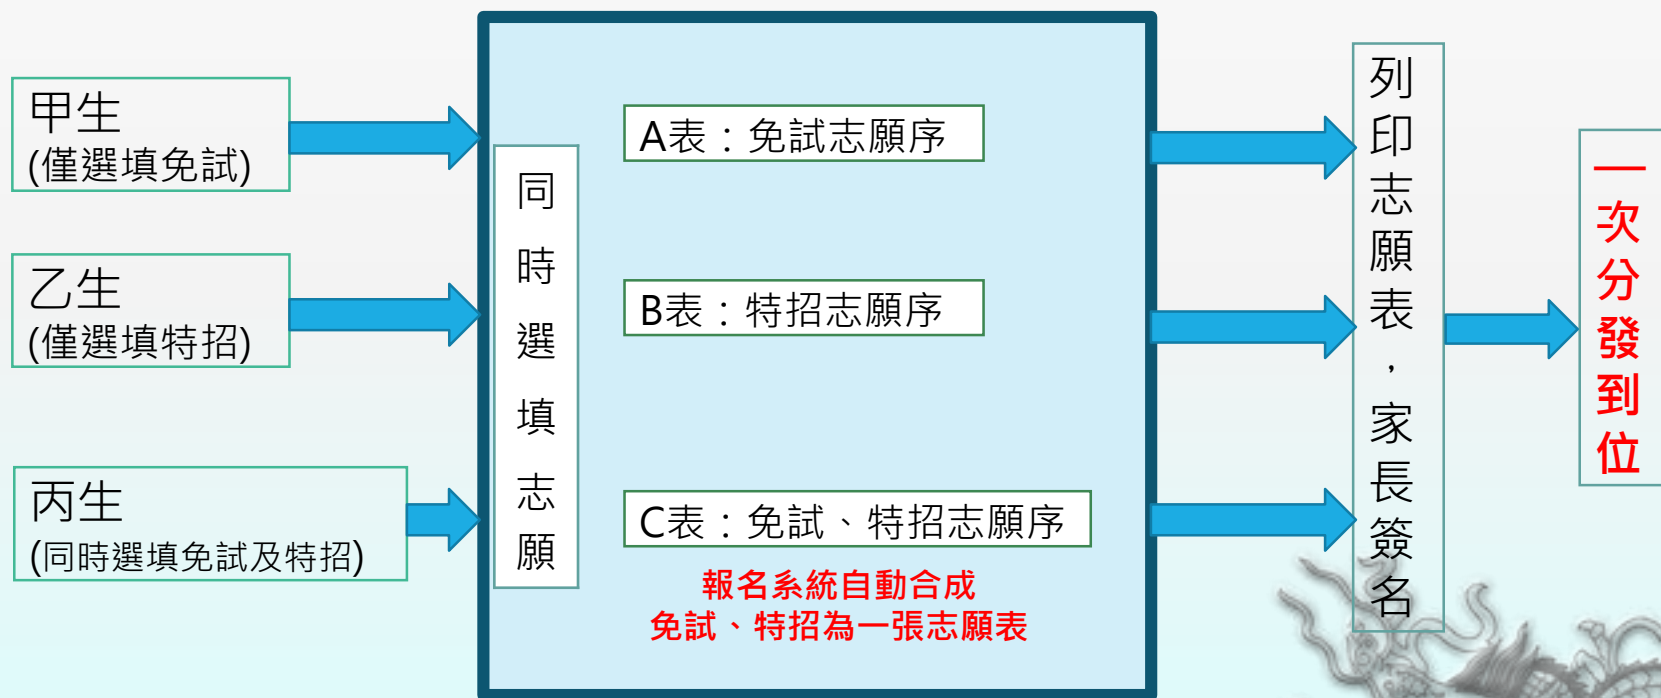 甲生
(僅選填免試)
乙生
(僅選填特招)
丙生
(同時選填免試及特招)
同時選填志願
A表：免試志願序
B表：特招志願序
C表：免試、特招志願序
報名系統自動合成
免試、特招為一張志願表
列印志願表，家長簽名
一次分發到位